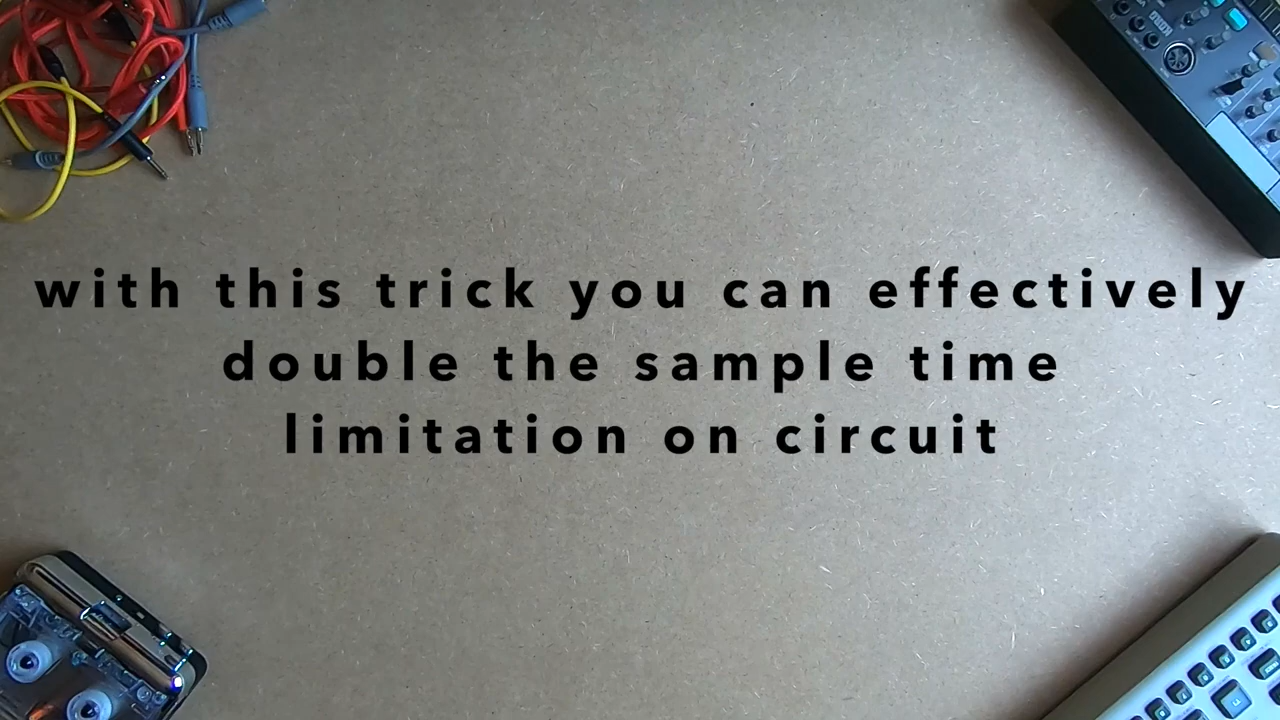 with this trick you can effectively
double the sample time
limitation on circuit